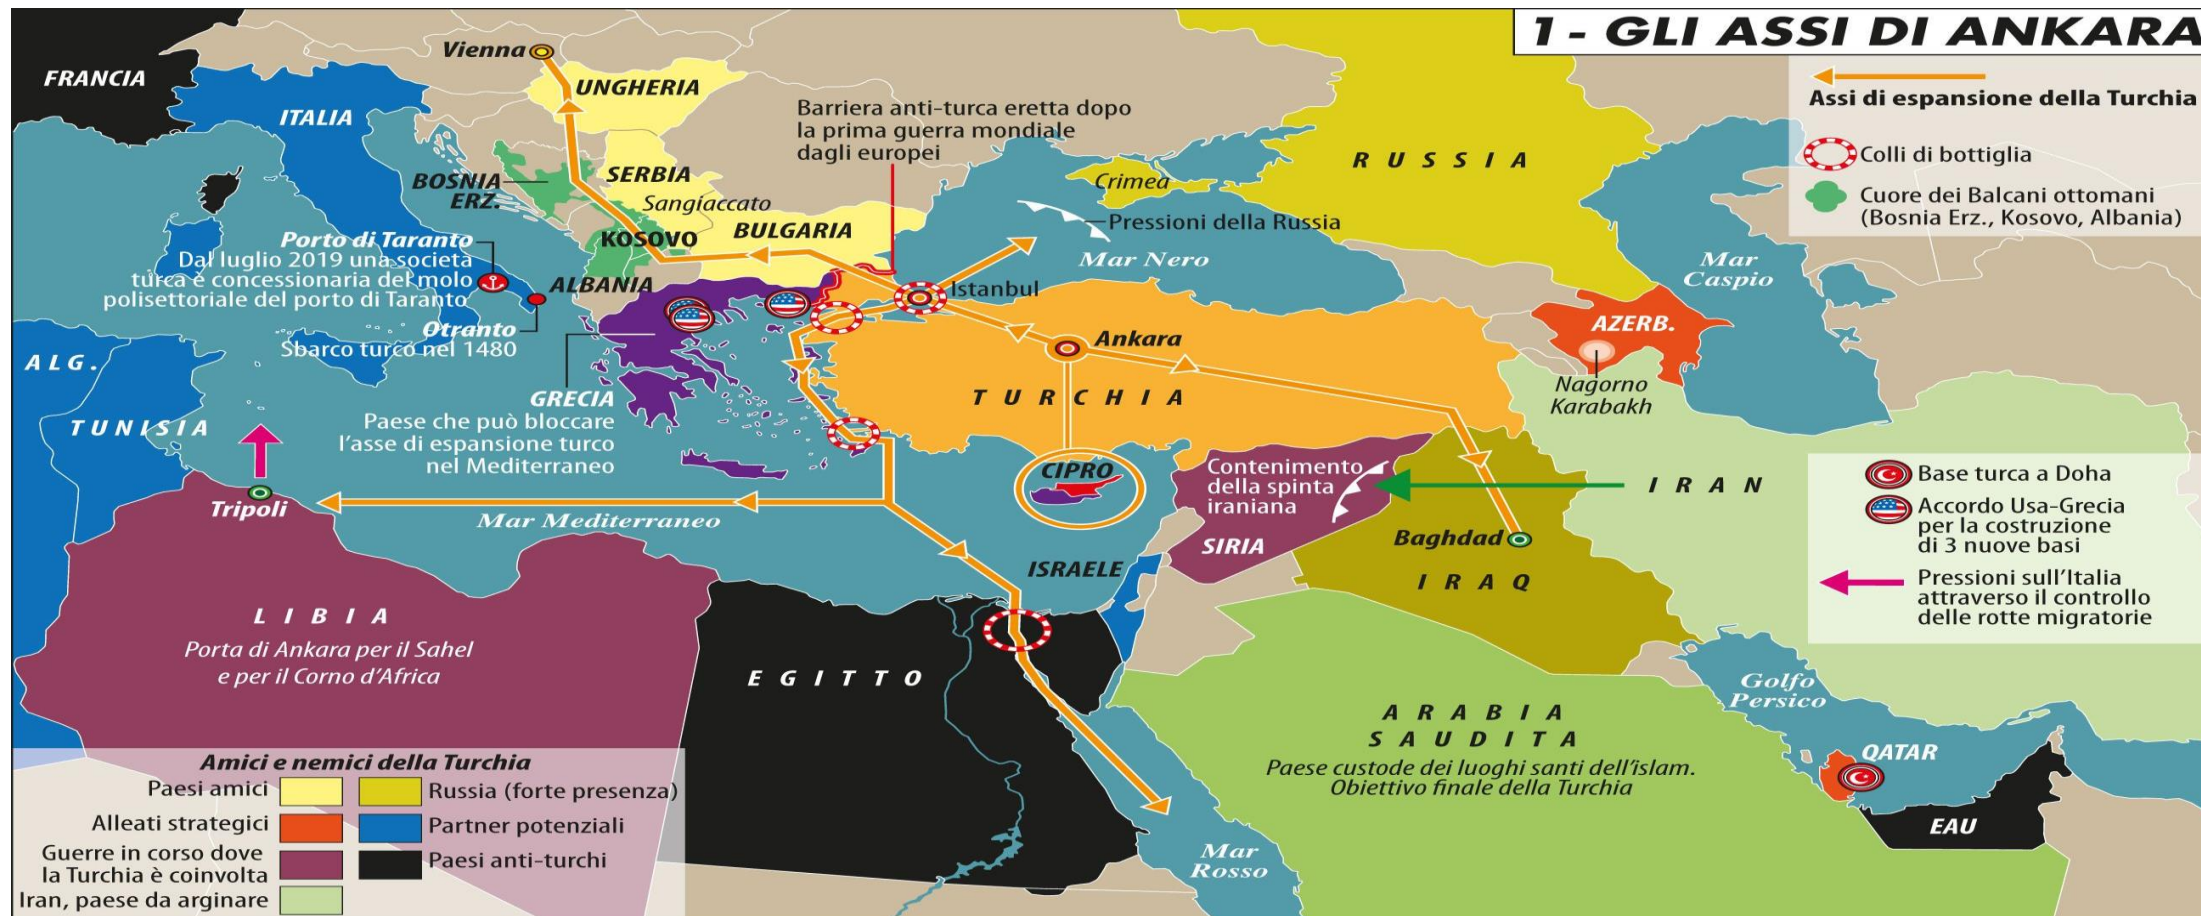 1 - GLI ASSI DI ANKARA
Assi di espansione della Turchia
Colli di bottiglia
Cuore dei Balcani ottomani
(Bosnia Erz., Kosovo, Albania)
FRANCIA
Vienna
UNGHERIA
ITALIA
Barriera anti-turca eretta dopo
la prima guerra mondiale
dagli europei
RUSSIA
BOSNIA
ERZ.
SERBIA
Sangiaccato
Crimea
Pressioni della Russia
KOSOVO
BULGARIA
Mar Nero
Mar
Caspio
Porto di Taranto
Dal luglio 2019 una società
turca è concessionaria del molo
polisettoriale del porto di Taranto
ALBANIA
Istanbul
Otranto
Sbarco turco nel 1480
Ankara
AZERB.
ALG.
Nagorno
Karabakh
GRECIA
Paese che può bloccare
l'asse di espansione turco
nel Mediterraneo
TURCHIA
TUNISIA
CIPRO
Contenimento
della spinta
iraniana
IRAN
Tripoli
Mar Mediterraneo
SIRIA
Baghdad
IRAQ
ISRAELE
Base turca a Doha
Accordo Usa-Grecia
per la costruzione
di 3 nuove basi
Pressioni sull'Italia
attraverso il controllo
delle rotte migratorie
LIBIA
Porta di Ankara per il Sahel
e per il Corno d'Africa
EGITTO
ARABIA
SAUDITA
Paese custode dei luoghi santi dell'islam.
Obiettivo finale della Turchia
Golfo
Persico
QATAR
EAU
Mar
Rosso
Amici e nemici della Turchia
Paesi amici
Russia (forte presenza)
Alleati strategici
Partner potenziali
Guerre in corso dove
la Turchia è coinvolta
Paesi anti-turchi
Iran, paese da arginare